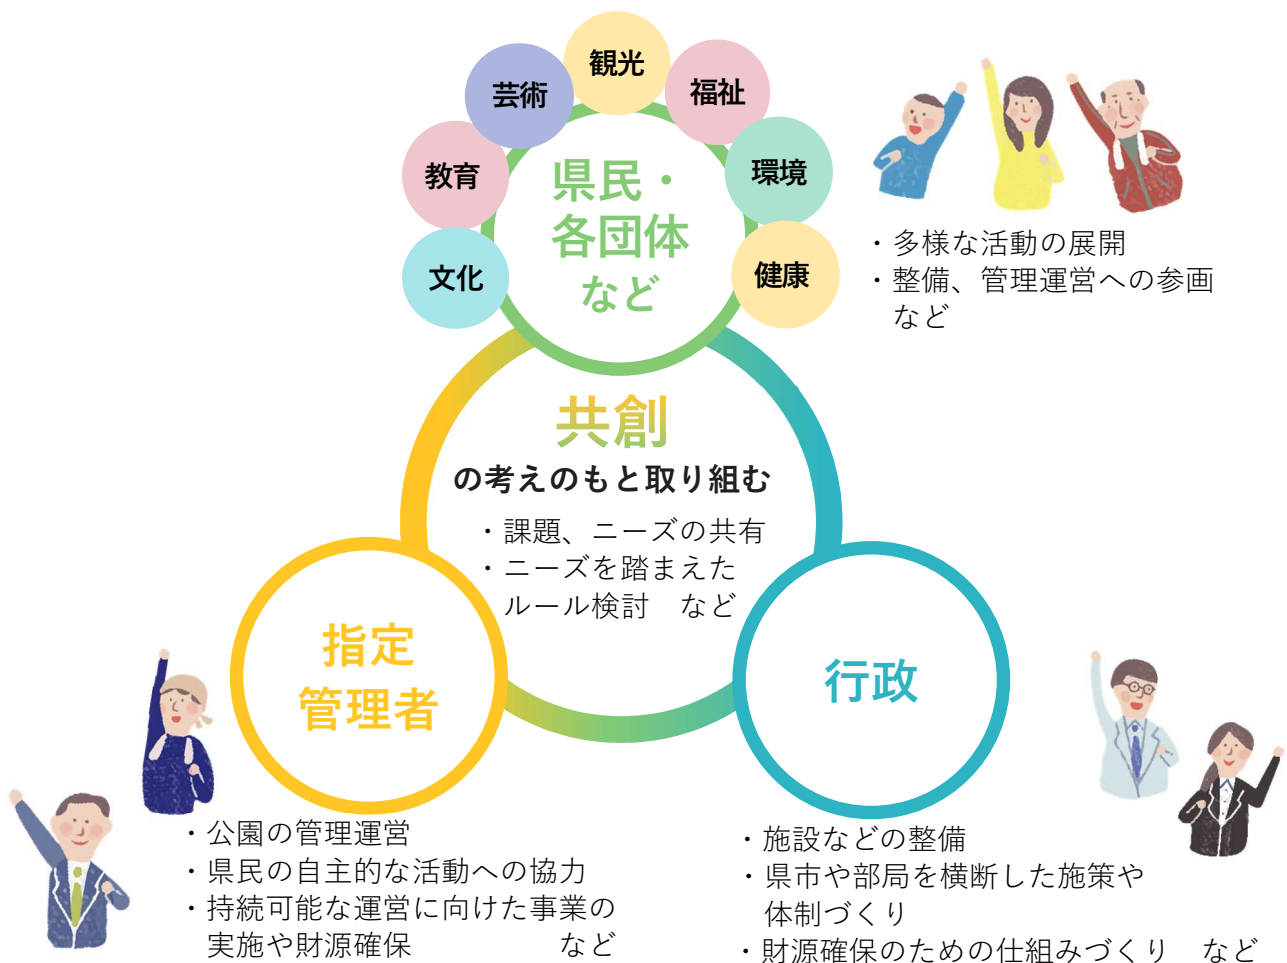 観光
芸術
福祉
教育
環境
文化
健康
県民・
各団体
など
・多様な活動の展開
・整備、管理運営への参画
など
共創
の考えのもと取り組む
・課題、ニーズの共有
・ニーズを踏まえた
ルール検討　など
指定
管理者
行政
・公園の管理運営
・県民の自主的な活動への協力
・持続可能な運営に向けた事業の
実施や財源確保　　　　など
・施設などの整備
・県市や部局を横断した施策や
体制づくり
・財源確保のための仕組みづくり　など